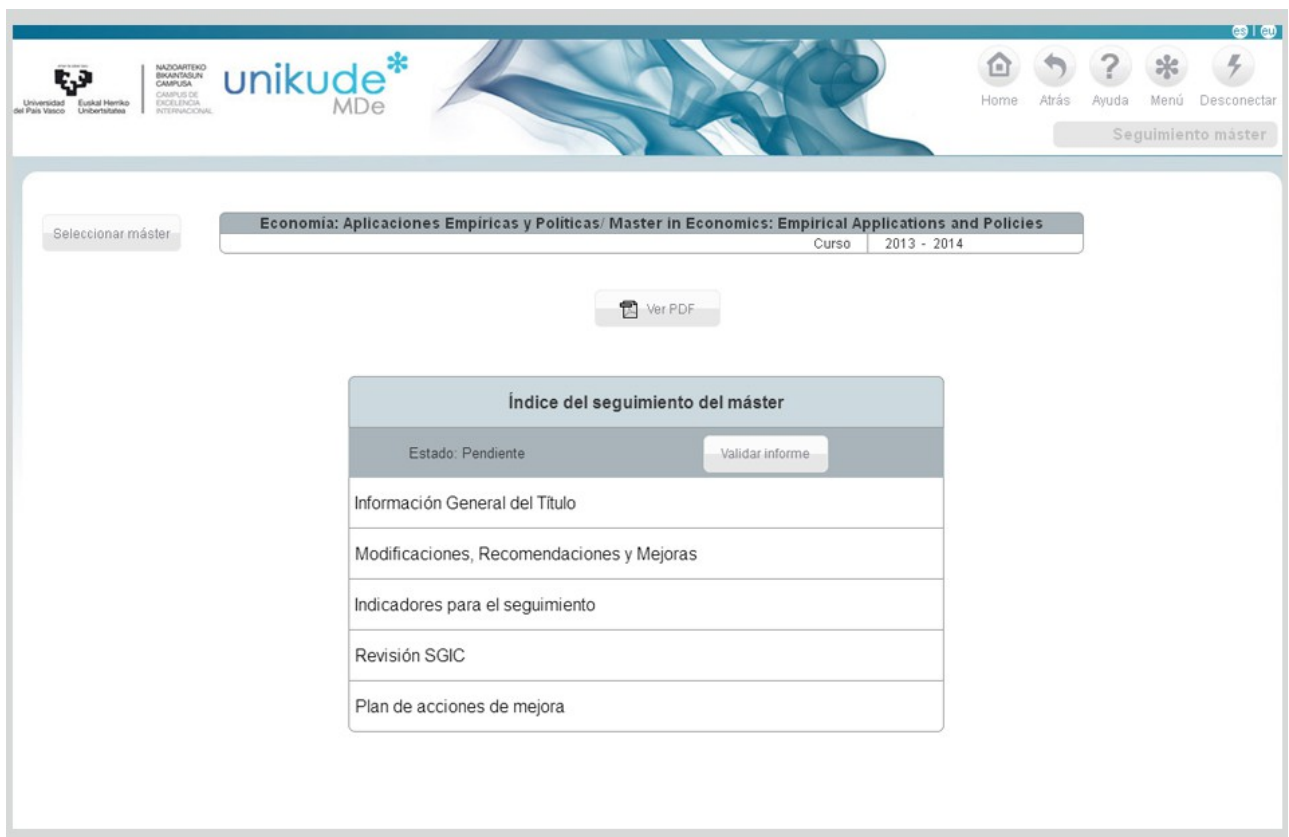 es | eu
Universidad del País Vasco
Euskal Herriko Unibertsitatea
NAZIOARTEKO
BIKAINTASUN
CAMPUSA
CAMPUS DE
EXCELENCIA
INTERNACIONAL
unikude*
MDe
Home Atrás Ayuda Menú Desconectar
Seguimiento máster
Seleccionar máster
Economía: Aplicaciones Empíricas y Políticas/ Master in Economics: Empirical Applications and Policies
Curso 2013 - 2014
Ver PDF
Índice del seguimiento del máster
Estado: Pendiente Validar informe
Información General del Título
Modificaciones, Recomendaciones y Mejoras
Indicadores para el seguimiento
Revisión SGIC
Plan de acciones de mejora